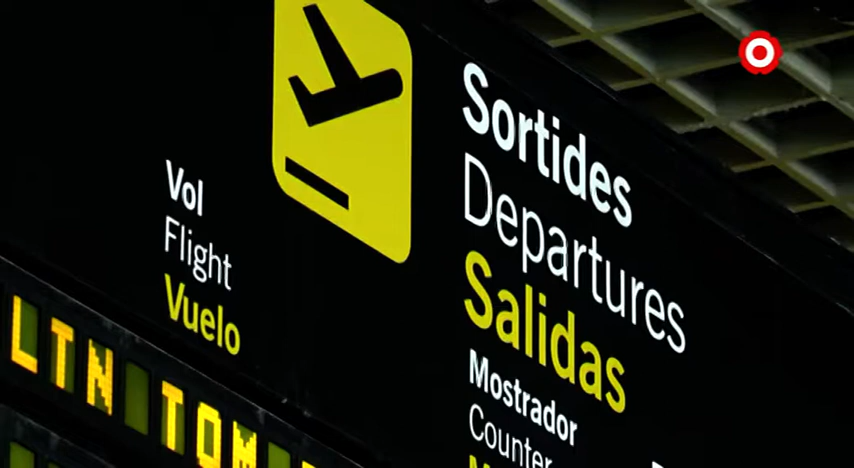 Vol
Flight
Vuelo
Sortides
Departures
Salidas
Mostrador
Counter
LTN TOM